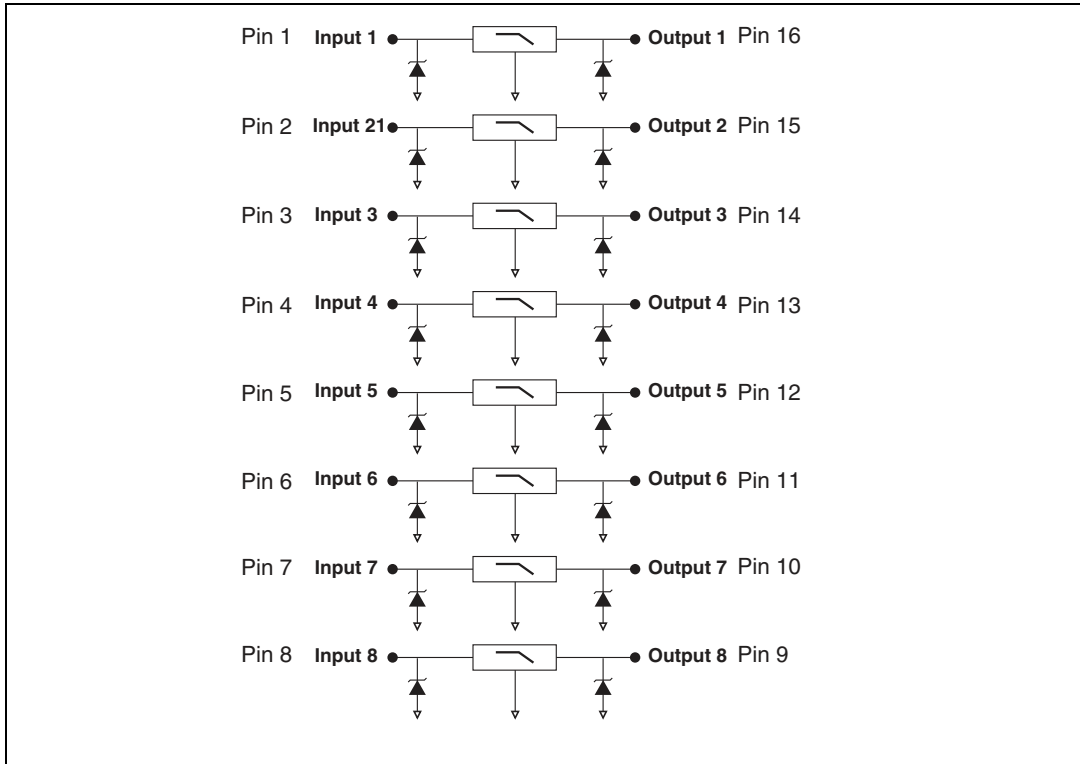 Pin 1 Input 1 Output 1 Pin 16
Pin 2 Input 21 Output 2 Pin 15
Pin 3 Input 3 Output 3 Pin 14
Pin 4 Input 4 Output 4 Pin 13
Pin 5 Input 5 Output 5 Pin 12
Pin 6 Input 6 Output 6 Pin 11
Pin 7 Input 7 Output 7 Pin 10
Pin 8 Input 8 Output 8 Pin 9